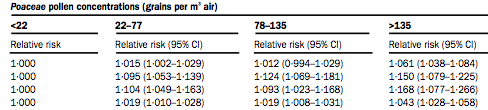 Poaceae pollen concentrations (grains per m³ air)
<22 22–77 78–135 >135
Relative risk Relative risk (95% CI) Relative risk (95% CI) Relative risk (95% CI)
1·000 1·015 (1·002–1·029) 1·012 (0·994–1·029) 1·061 (1·038–1·084)
1·000 1·095 (1·053–1·139) 1·124 (1·069–1·181) 1·150 (1·079–1·225)
1·000 1·104 (1·049–1·163) 1·093 (1·023–1·168) 1·168 (1·077–1·266)
1·000 1·019 (1·010–1·028) 1·019 (1·008–1·031) 1·043 (1·028–1·058)